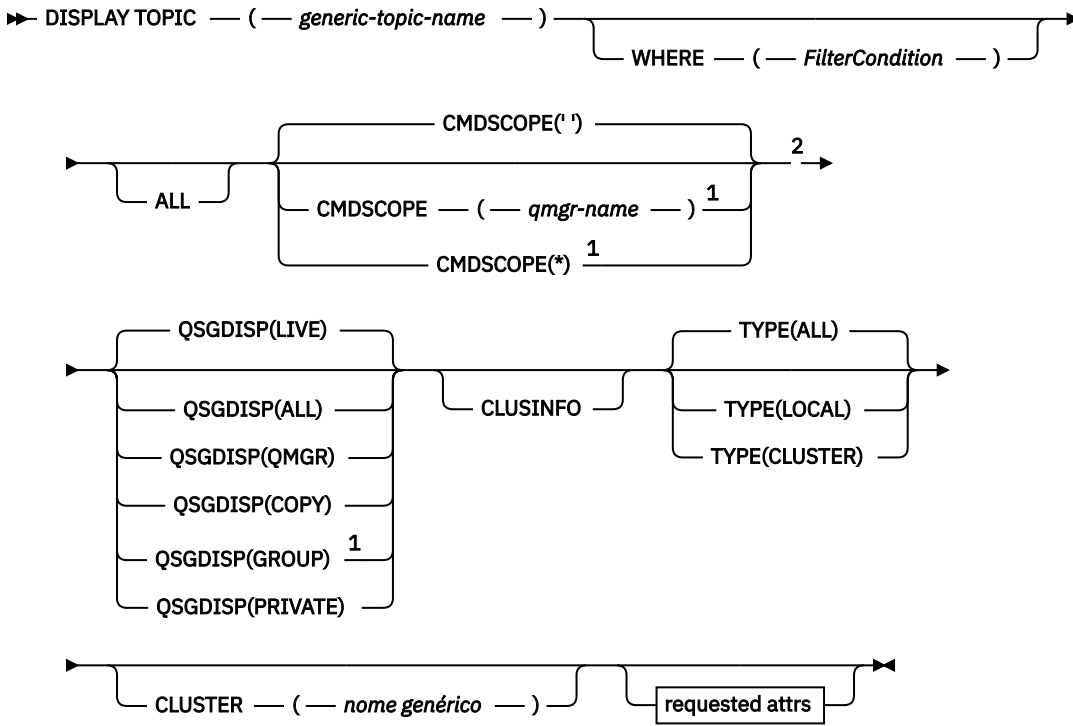 DISPLAY TOPIC ( generic-topic-name )
WHERE ( FilterCondition )
CMDSCOPE(' ')
2
ALL
CMDSCOPE ( qmgr-name ) 1
CMDSCOPE(*) 1
QSGDISP(LIVE) TYPE(ALL)
QSGDISP(ALL) CLUSINFO TYPE(LOCAL)
QSGDISP(QMGR) TYPE(CLUSTER)
QSGDISP(COPY)
QSGDISP(GROUP) 1
QSGDISP(PRIVATE)
CLUSTER ( nome genérico ) requested attrs